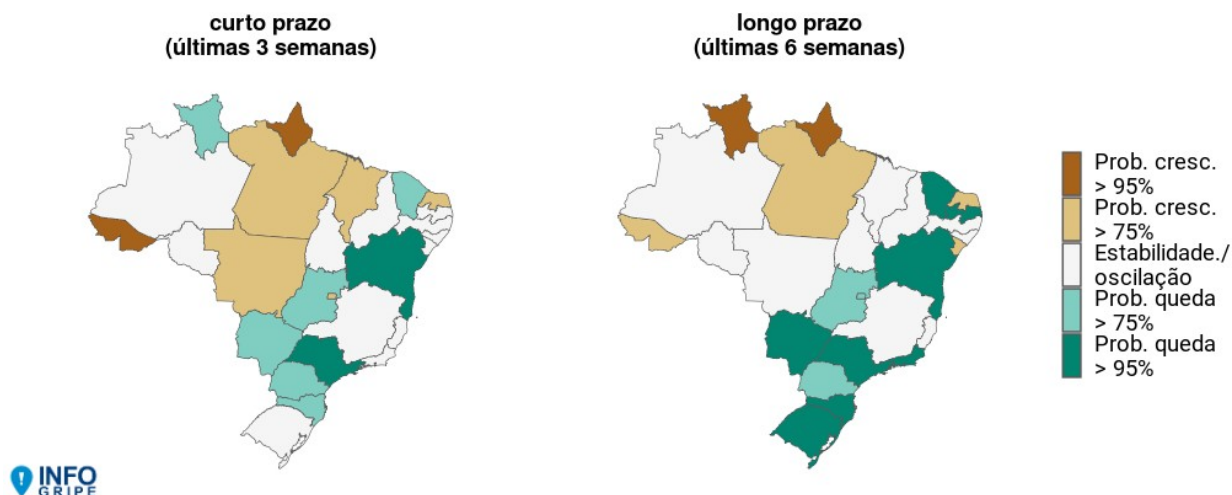 curto prazo
(últimas 3 semanas)
longo prazo
(últimas 6 semanas)
Prob. cresc.
> 95%
Prob. cresc.
> 75%
Estabilidade./
oscilação
Prob. queda
> 75%
Prob. queda
> 95%
INFO
GRIPE